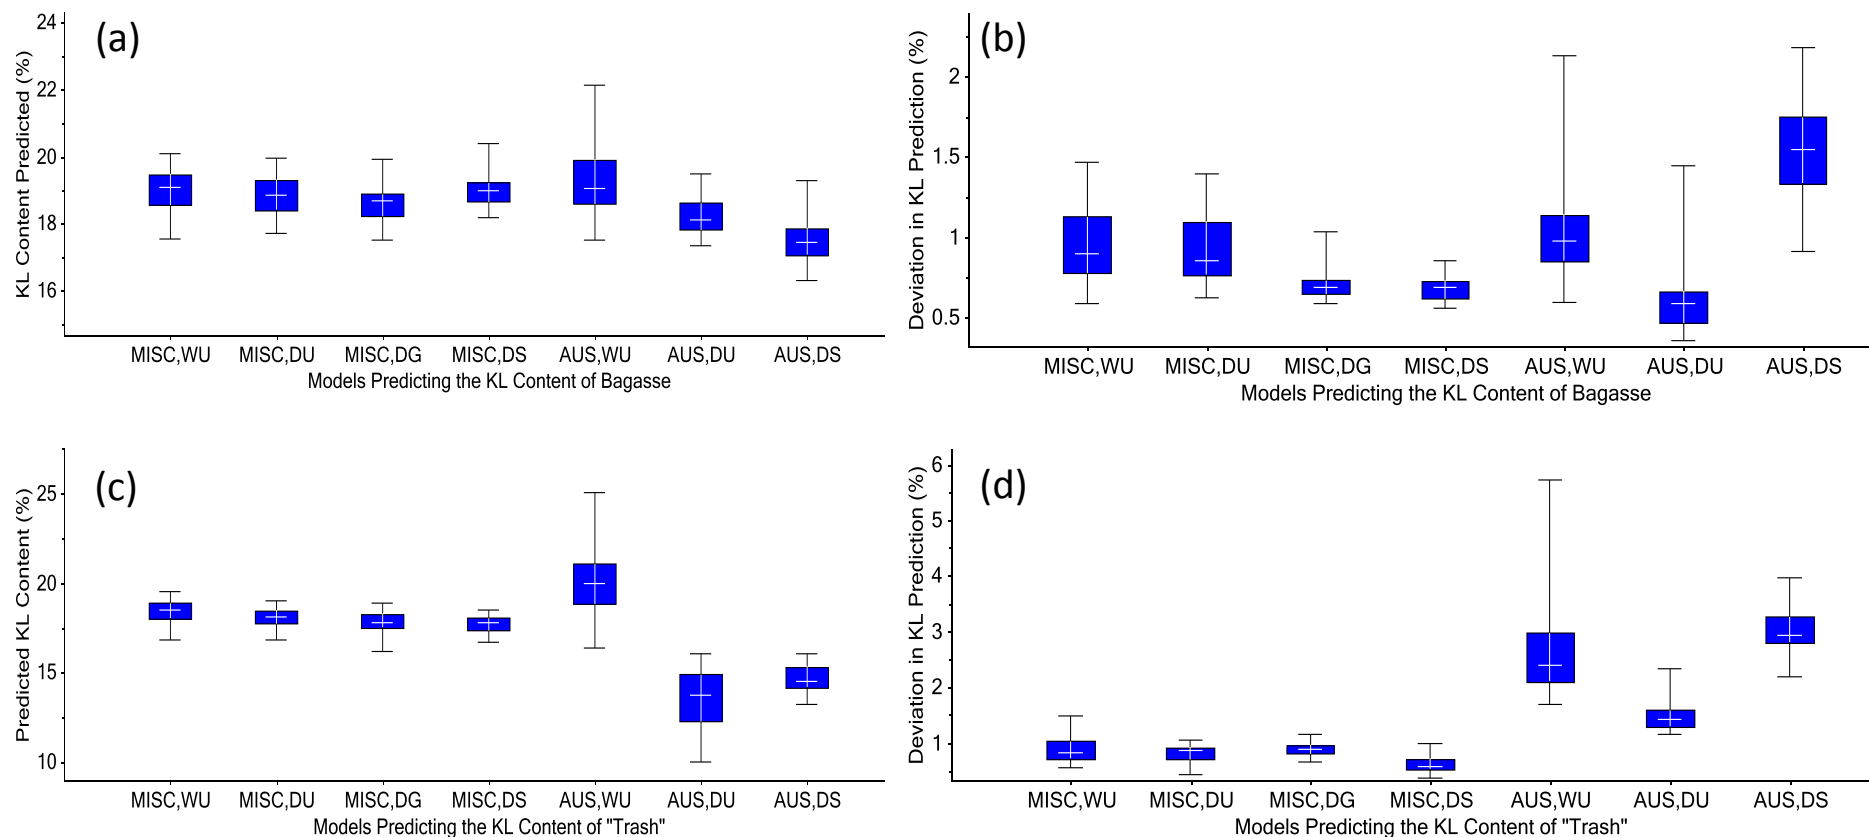 (a)
KL Content Predicted (%)
24
22
20
18
16
MISC,WU MISC,DU MISC,DG MISC,DS AUS,WU AUS,DU AUS,DS
Models Predicting the KL Content of Bagasse
(b)
Deviation in KL Prediction (%)
2
1.5
1
0.5
MISC,WU MISC,DU MISC,DG MISC,DS AUS,WU AUS,DU AUS,DS
Models Predicting the KL Content of Bagasse
(c)
Predicted KL Content (%)
25
20
15
10
MISC,WU MISC,DU MISC,DG MISC,DS AUS,WU AUS,DU AUS,DS
Models Predicting the KL Content of "Trash"
(d)
Deviation in KL Prediction (%)
6
5
4
3
2
1
MISC,WU MISC,DU MISC,DG MISC,DS AUS,WU AUS,DU AUS,DS
Models Predicting the KL Content of "Trash"